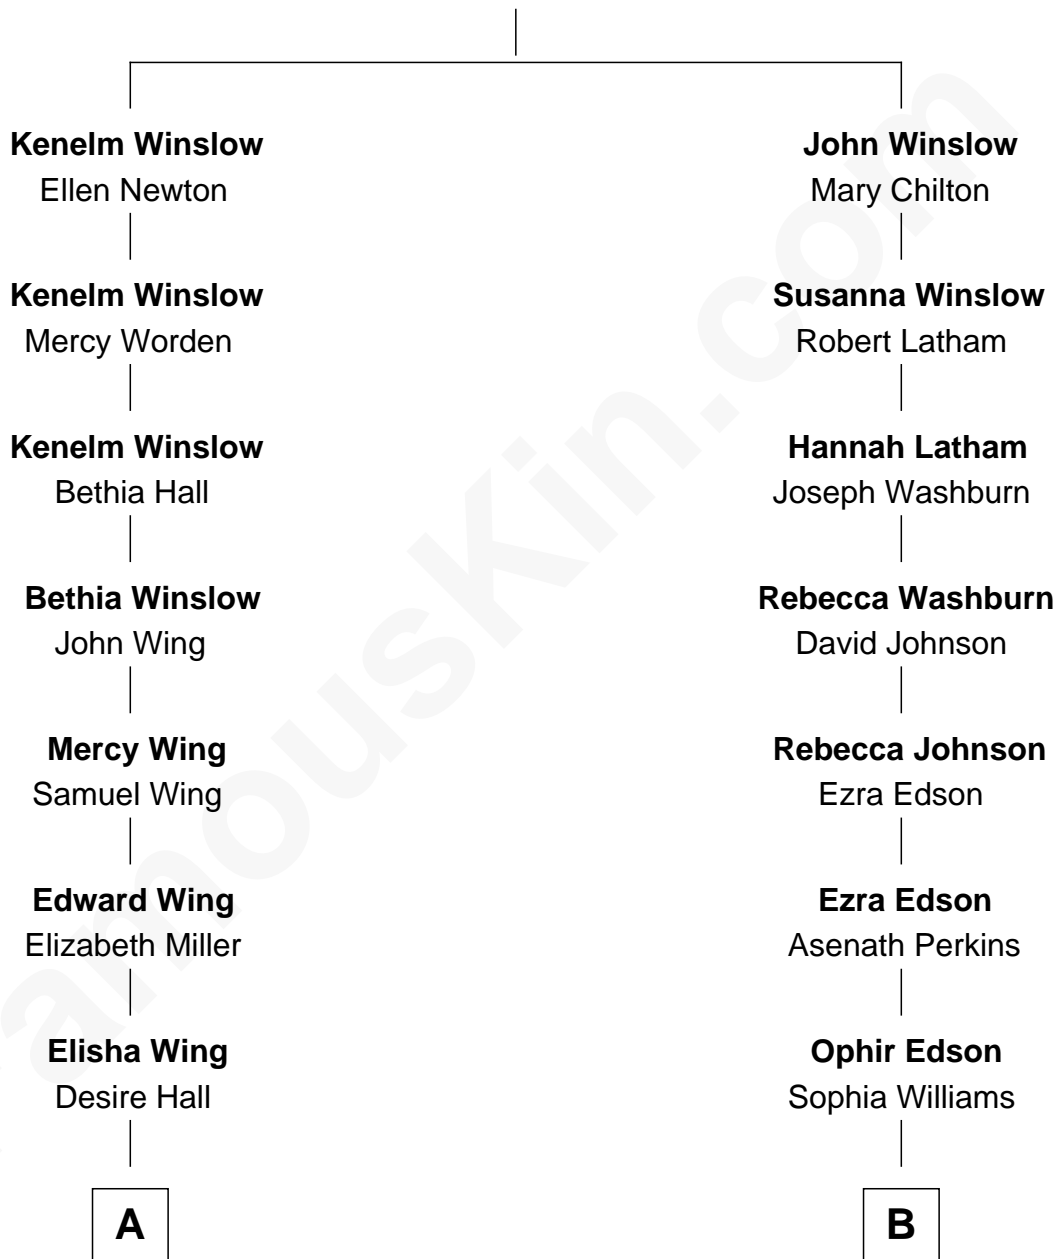 Kenelm Winslow
Ellen Newton
Kenelm Winslow
Mercy Worden
Kenelm Winslow
Bethia Hall
Bethia Winslow
John Wing
Mercy Wing
Samuel Wing
Edward Wing
Elizabeth Miller
Elisha Wing
Desire Hall
A
John Winslow
Mary Chilton
Susanna Winslow
Robert Latham
Hannah Latham
Joseph Washburn
Rebecca Washburn
David Johnson
Rebecca Johnson
Ezra Edson
Ezra Edson
Asenath Perkins
Ophir Edson
Sophia Williams
B
amouskin.com